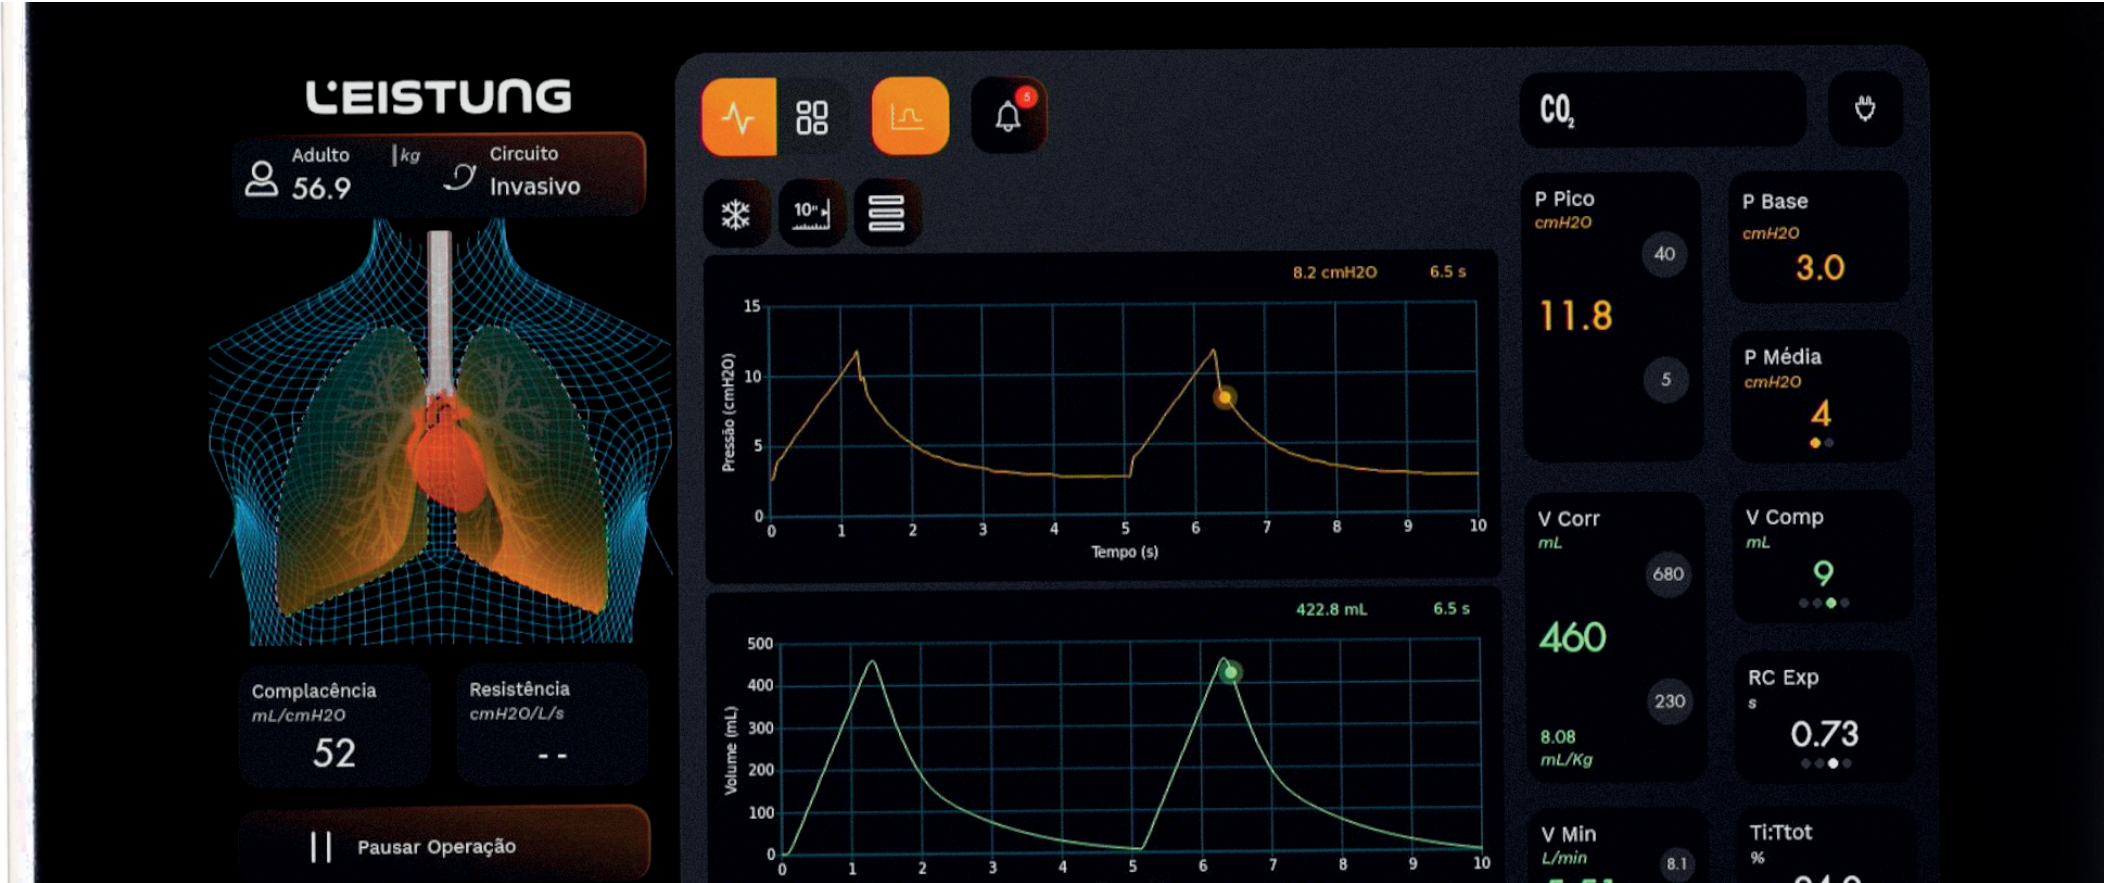 LEISTUNG
Adulto
56.9
kg
Circuito
Invasivo
Complacência
mL/cmH2O
52
Resistência
cmH2O/L/s
--
Pausar Operação
5
10"
8.2 cmH2O 6.5 s
Pressão (cmH2O)
15
10
5
0
0 1 2 3 4 5 6 7 8 9 10
Tempo (s)
422.8 mL 6.5 s
Volume (mL)
500
400
300
200
100
0
0 1 2 3 4 5 6 7 8 9 10
CO2
P Pico
cmH2O
40
11.8
5
P Base
cmH2O
3.0
P Média
cmH2O
4
V Corr
mL
680
460
230
8.08
mL/Kg
V Comp
mL
9
RC Exp
s
0.73
V Min
L/min
8.1
Ti:Ttot
%